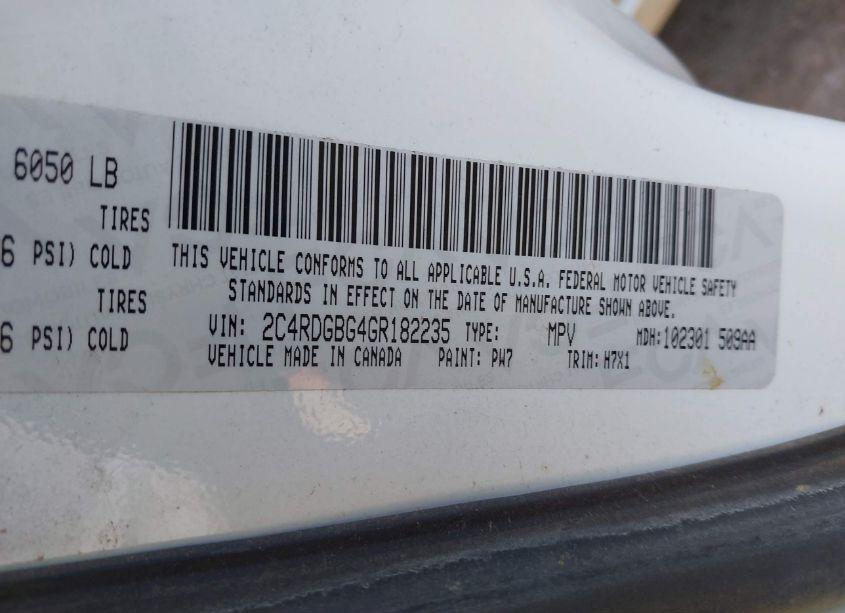 6050 LB
TIRES
6 PSI) COLD
TIRES
6 PSI) COLD
THIS VEHICLE CONFORMS TO ALL APPLICABLE U.S.A. FEDERAL MOTOR VEHICLE SAFETY
STANDARDS IN EFFECT ON THE DATE OF MANUFACTURE SHOWN ABOVE.
VIN: 2C4RDGBG4GR182235 TYPE: MPV MDH:102301 509AA
VEHICLE MADE IN CANADA PAINT: PW7 TRIM: H7X1